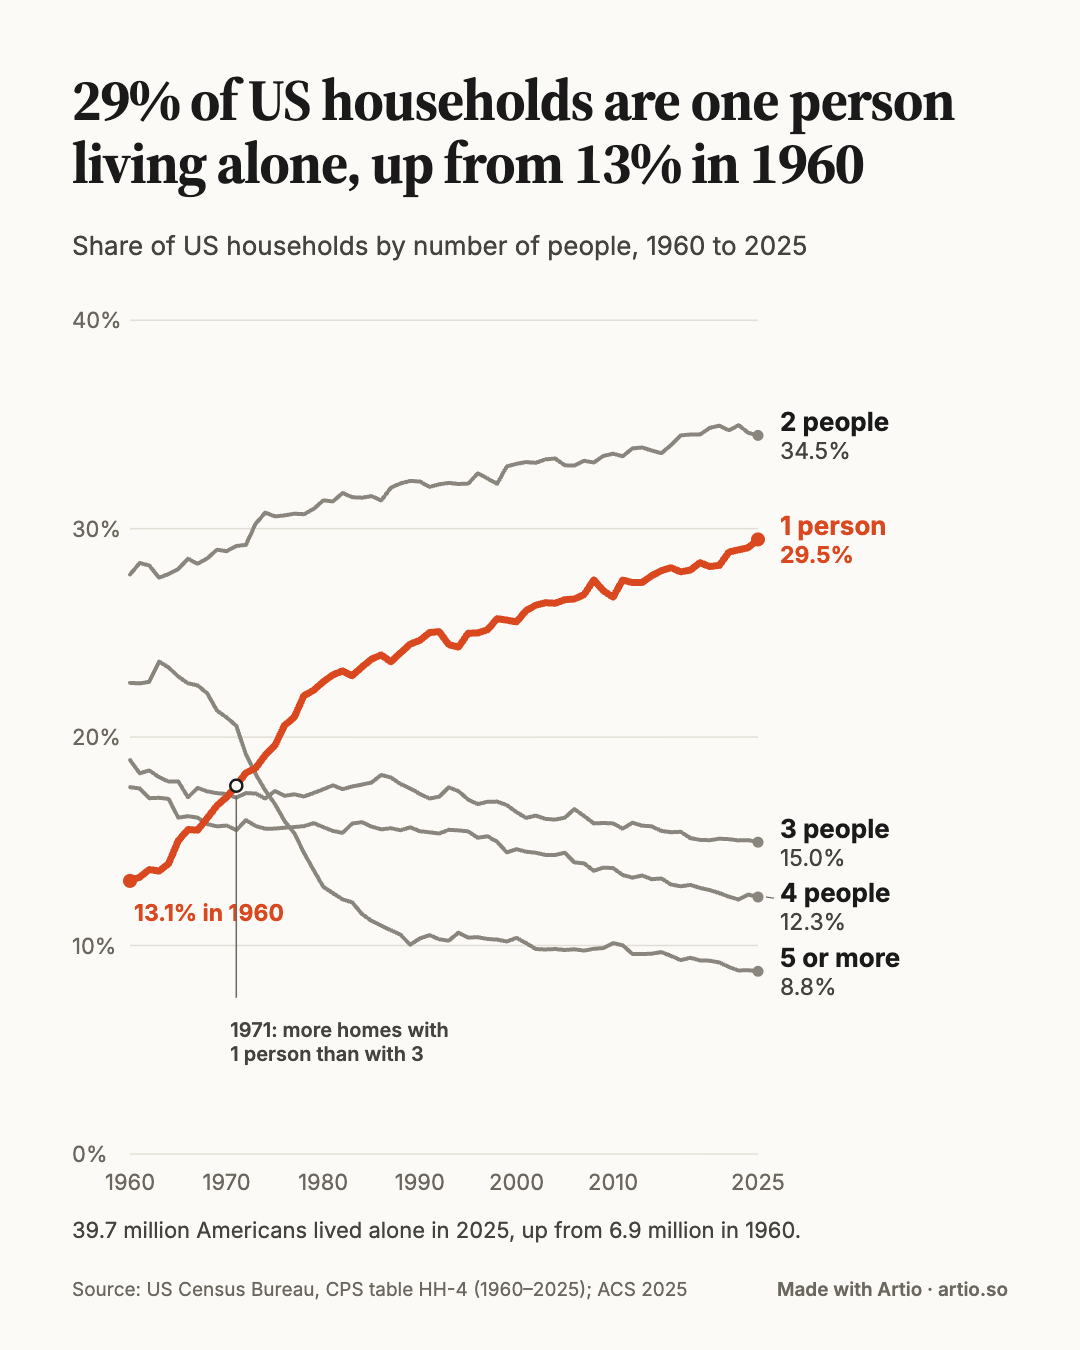 29% of US households are one person
living alone, up from 13% in 1960
Share of US households by number of people, 1960 to 2025
40%
2 people
34.5%
30%
1 person
29.5%
20%
3 people
15.0%
4 people
12.3%
13.1% in 1960
10%
5 or more
8.8%
1971: more homes with
1 person than with 3
0%
1960 1970 1980 1990 2000 2010 2025
39.7 million Americans lived alone in 2025, up from 6.9 million in 1960.
Source: US Census Bureau, CPS table HH-4 (1960–2025); ACS 2025
Made with Artio · artio.so